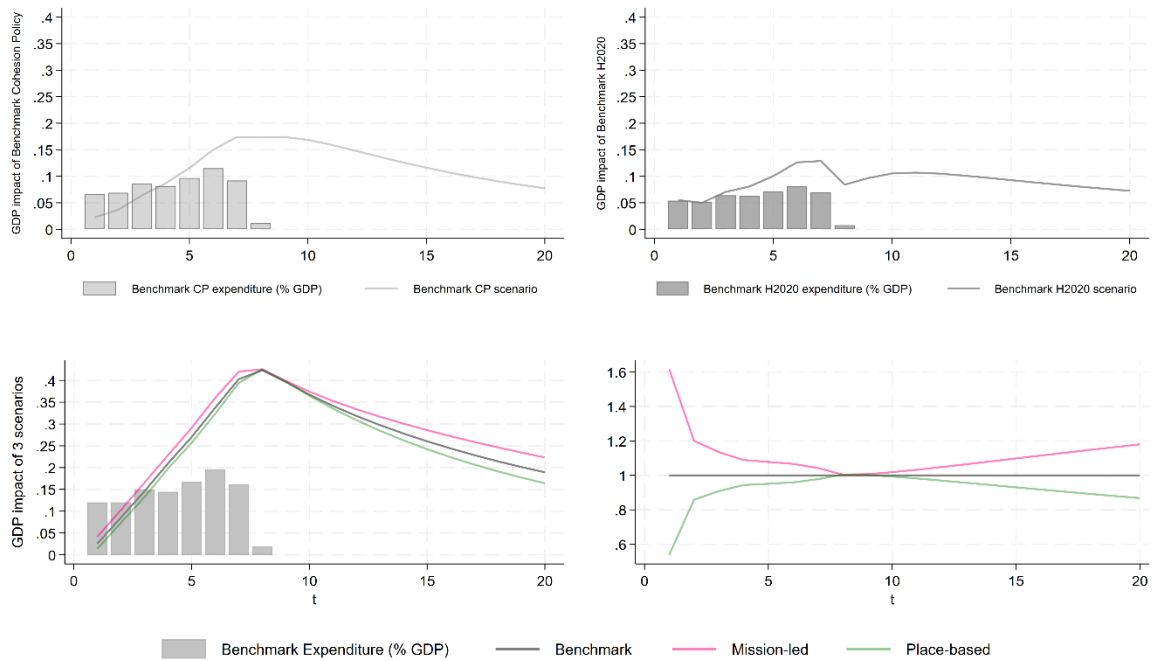 GDP impact of Benchmark Cohesion Policy
.4
.35
.3
.25
.2
.15
.1
.05
0
0 5 10 15 20
Benchmark CP expenditure (% GDP) Benchmark CP scenario
GDP impact of Benchmark H2020
.4
.35
.3
.25
.2
.15
.1
.05
0
0 5 10 15 20
Benchmark H2020 expenditure (% GDP) Benchmark H2020 scenario
GDP impact of 3 scenarios
.4
.35
.3
.25
.2
.15
.1
.05
0
0 5 10 15 20
t
1.6
1.4
1.2
1
.8
.6
0 5 10 15 20
t
Benchmark Expenditure (% GDP) Benchmark Mission-led Place-based